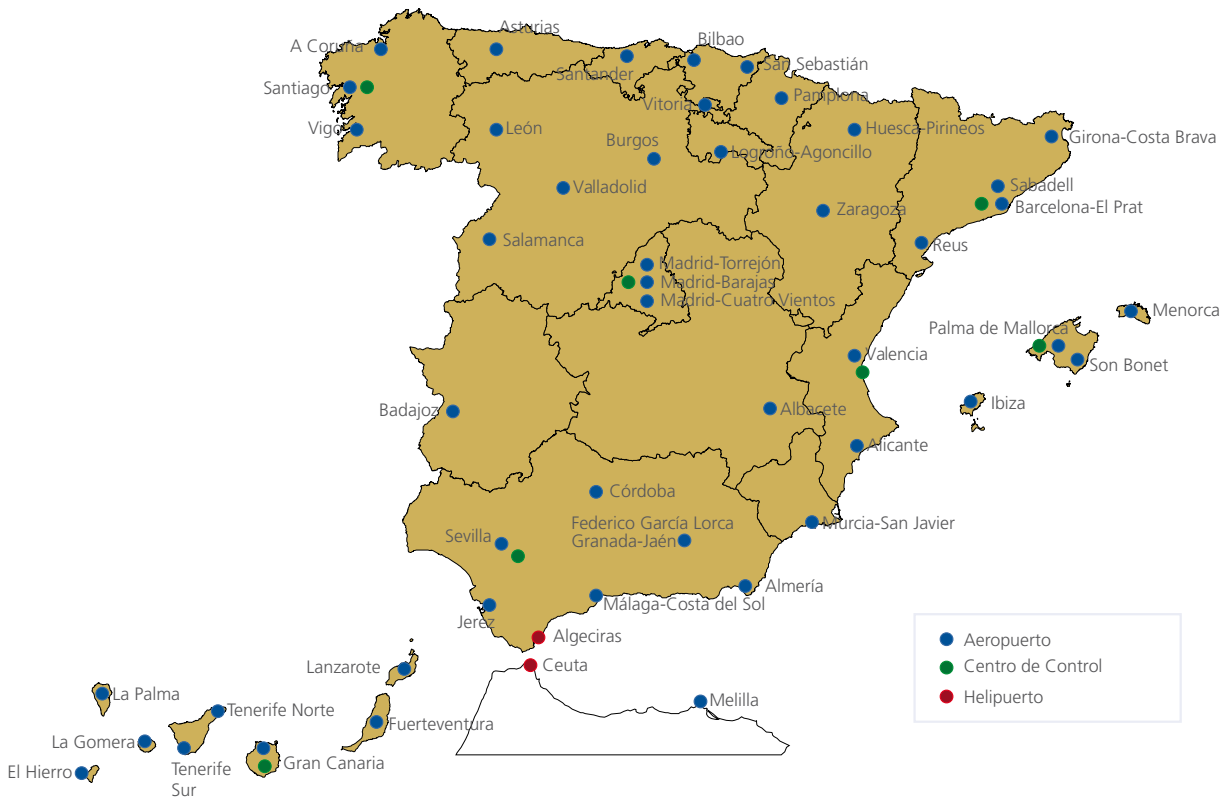 Asturias
Bilbao
A Coruña
San Sebastián
Santander
Santiago
Pamplona
Vitoria
Vigo
León
Huesca-Pirineos
Girona-Costa Brava
Burgos
Logroño-Agoncillo
Valladolid
Sabadell
Zaragoza
Barcelona-El Prat
Salamanca
Reus
Madrid-Torrejón
Madrid-Barajas
Madrid-Cuatro Vientos
Menorca
Palma de Mallorca
Valencia
Son Bonet
Ibiza
Badajoz
Albacete
Alicante
Córdoba
Federico García Lorca
Granada-Jaén
Murcia-San Javier
Sevilla
Almería
Málaga-Costa del Sol
Jerez
Algeciras
Aeropuerto
Ceuta
Centro de Control
Lanzarote
Helipuerto
La Palma
Melilla
Tenerife Norte
Fuerteventura
La Gomera
Gran Canaria
El Hierro
Tenerife
Sur